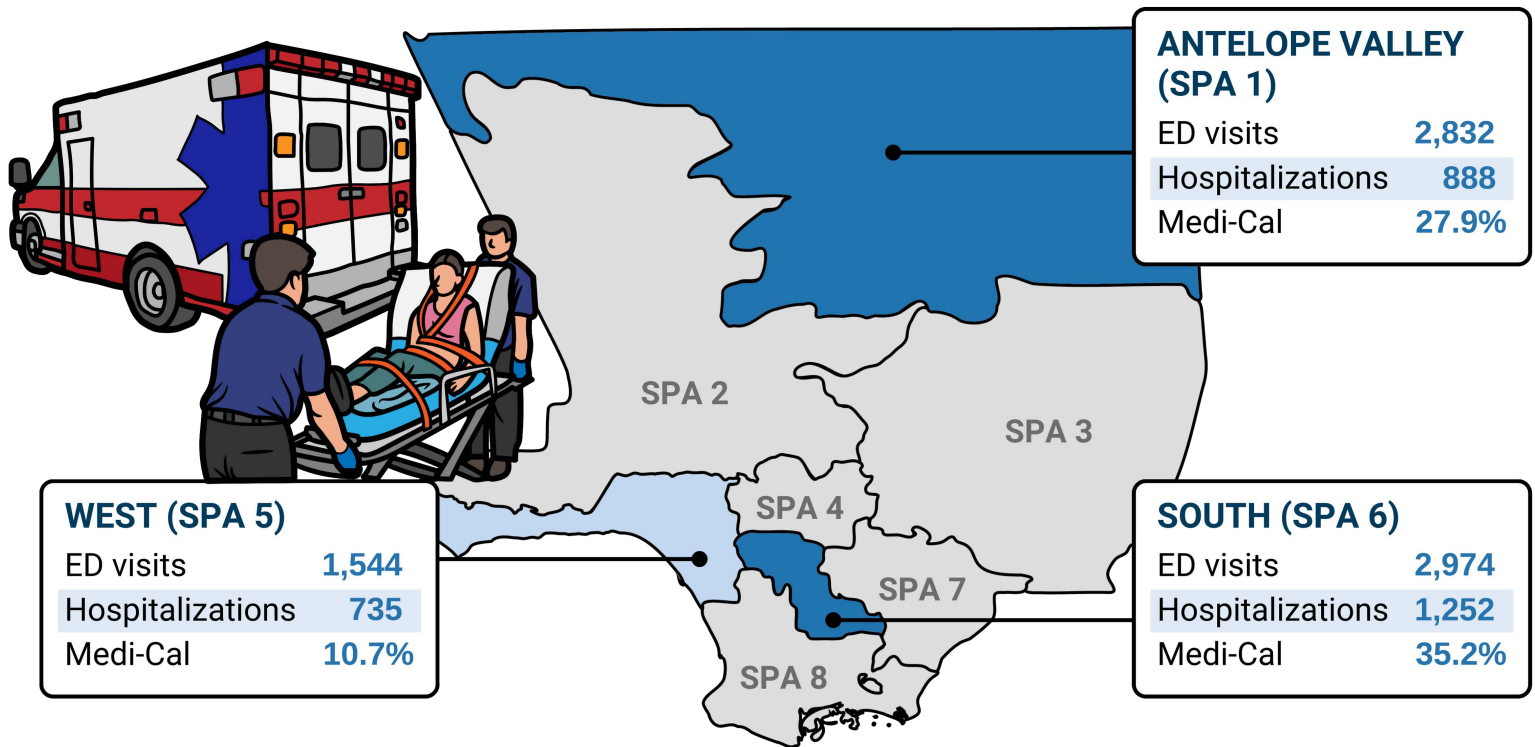 ANTELOPE VALLEY
(SPA 1)
ED visits 2,832
Hospitalizations 888
Medi-Cal 27.9%
SPA 2
SPA 3
SPA 4
WEST (SPA 5)
ED visits 1,544
Hospitalizations 735
Medi-Cal 10.7%
SOUTH (SPA 6)
ED visits 2,974
Hospitalizations 1,252
Medi-Cal 35.2%
SPA 7
SPA 8